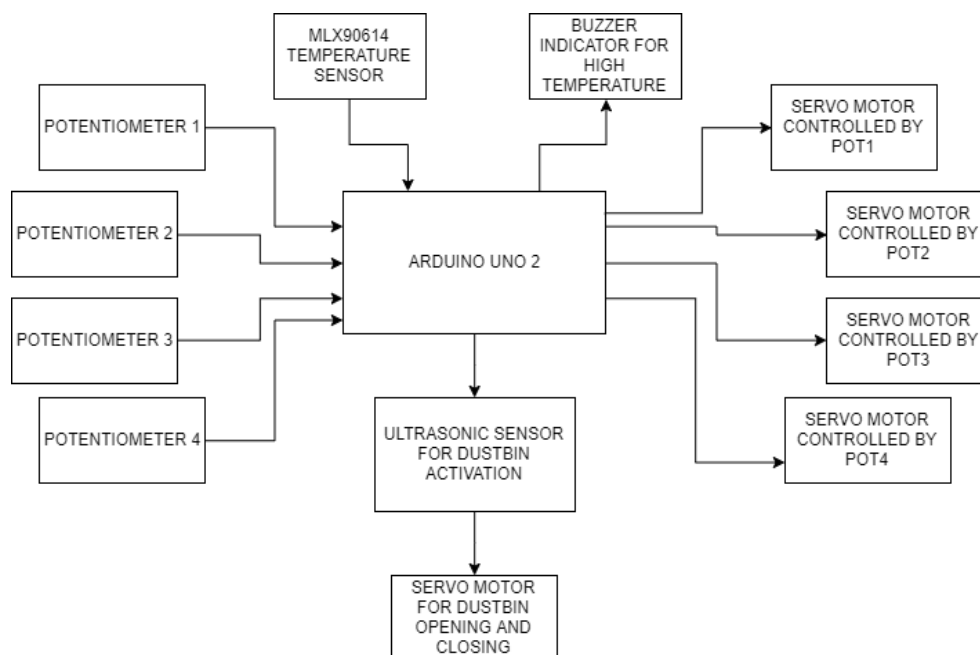 MLX90614
TEMPERATURE
SENSOR
BUZZER
INDICATOR FOR
HIGH
TEMPERATURE
POTENTIOMETER 1
SERVO MOTOR
CONTROLLED BY
POT1
POTENTIOMETER 2
SERVO MOTOR
CONTROLLED BY
POT2
ARDUINO UNO 2
POTENTIOMETER 3
SERVO MOTOR
CONTROLLED BY
POT3
POTENTIOMETER 4
ULTRASONIC SENSOR
FOR DUSTBIN
ACTIVATION
SERVO MOTOR
CONTROLLED BY
POT4
SERVO MOTOR
FOR DUSTBIN
OPENING AND
CLOSING